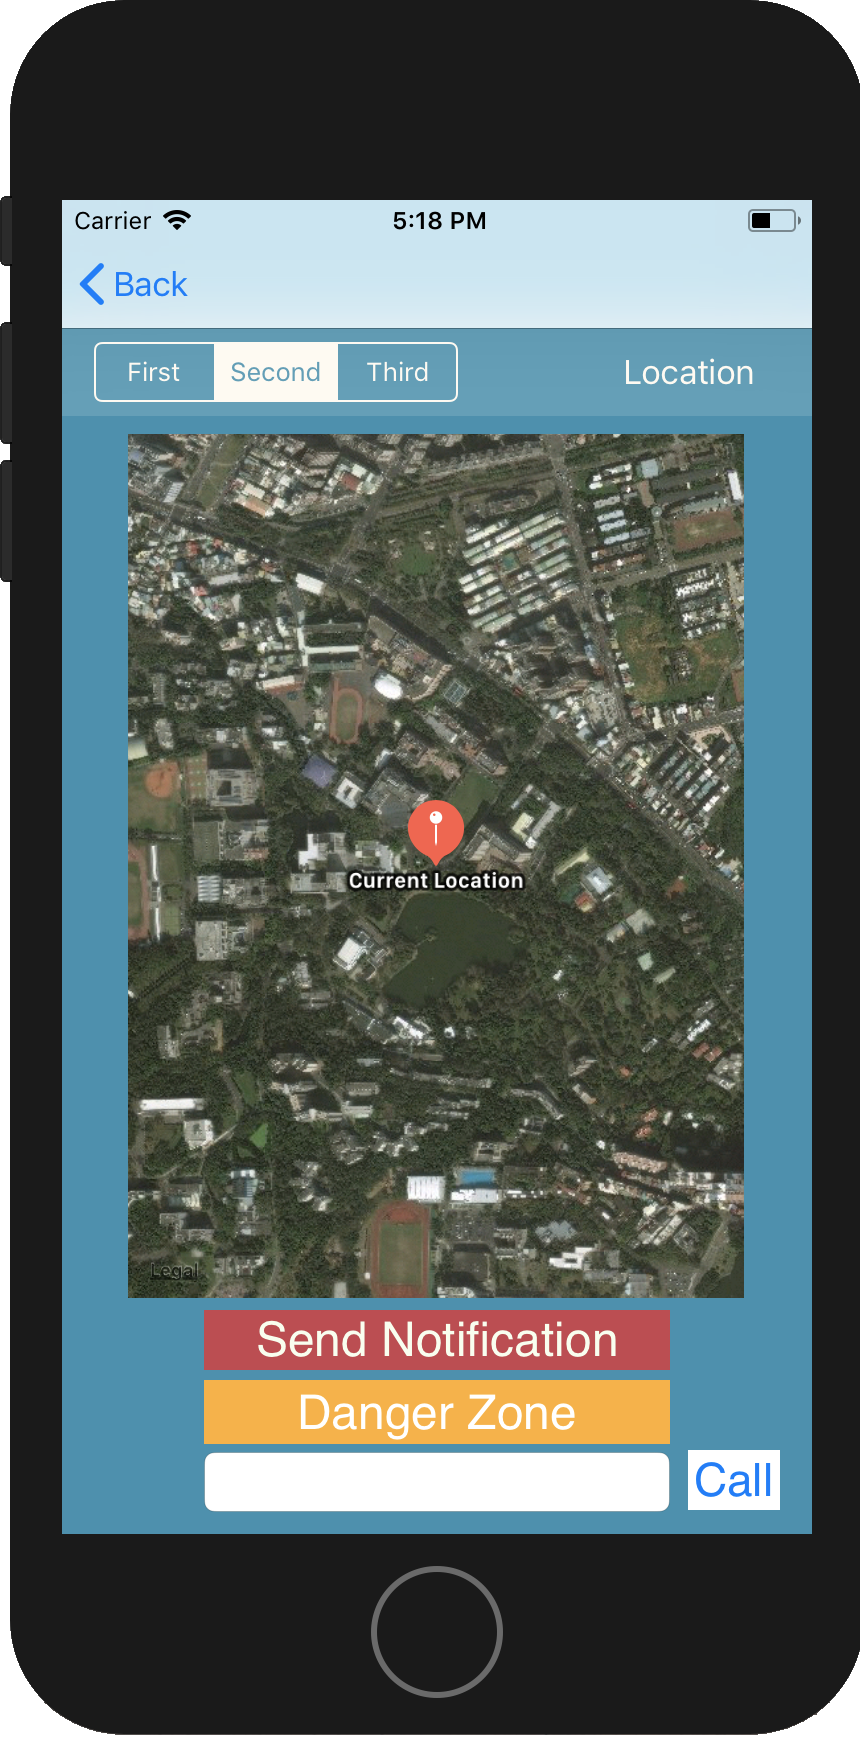 Carrier 5:18 PM
Back
First Second Third Location
Current Location
Legal
Send Notification
Danger Zone
Call